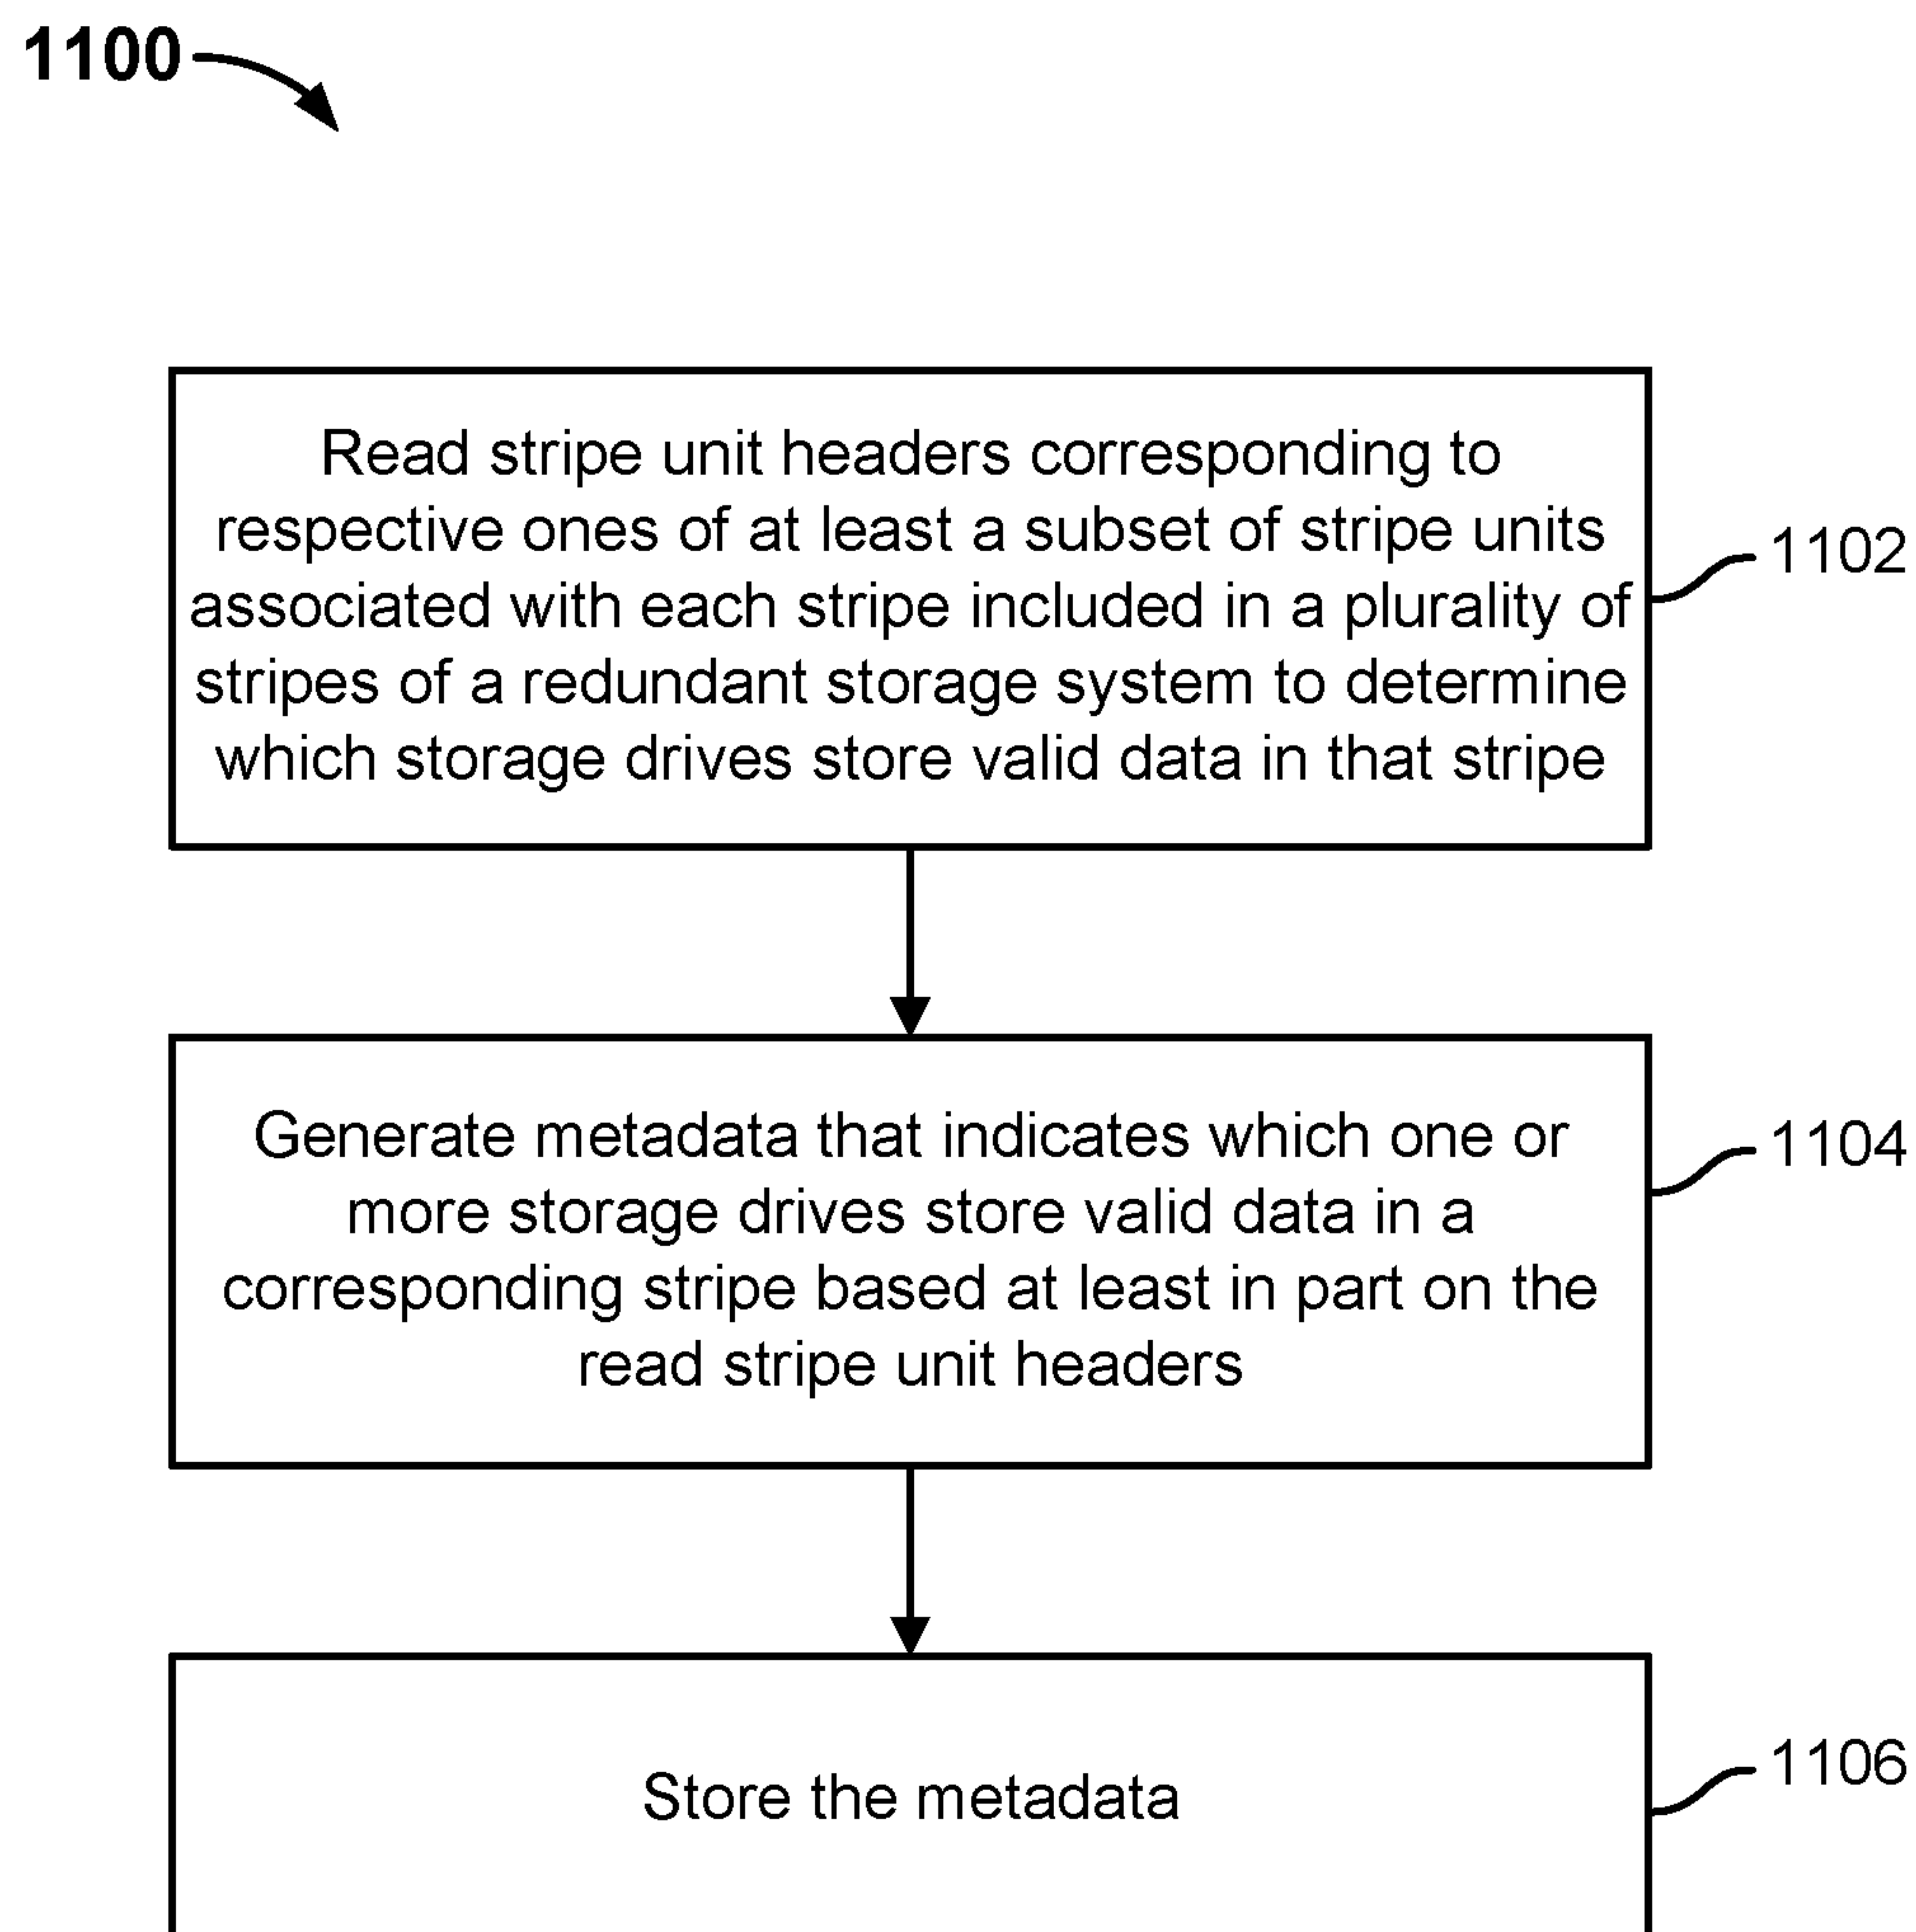 1100
Read stripe unit headers corresponding to
respective ones of at least a subset of stripe units
associated with each stripe included in a plurality of
stripes of a redundant storage system to determine
which storage drives store valid data in that stripe
1102
Generate metadata that indicates which one or
more storage drives store valid data in a
corresponding stripe based at least in part on the
read stripe unit headers
1104
Store the metadata
1106